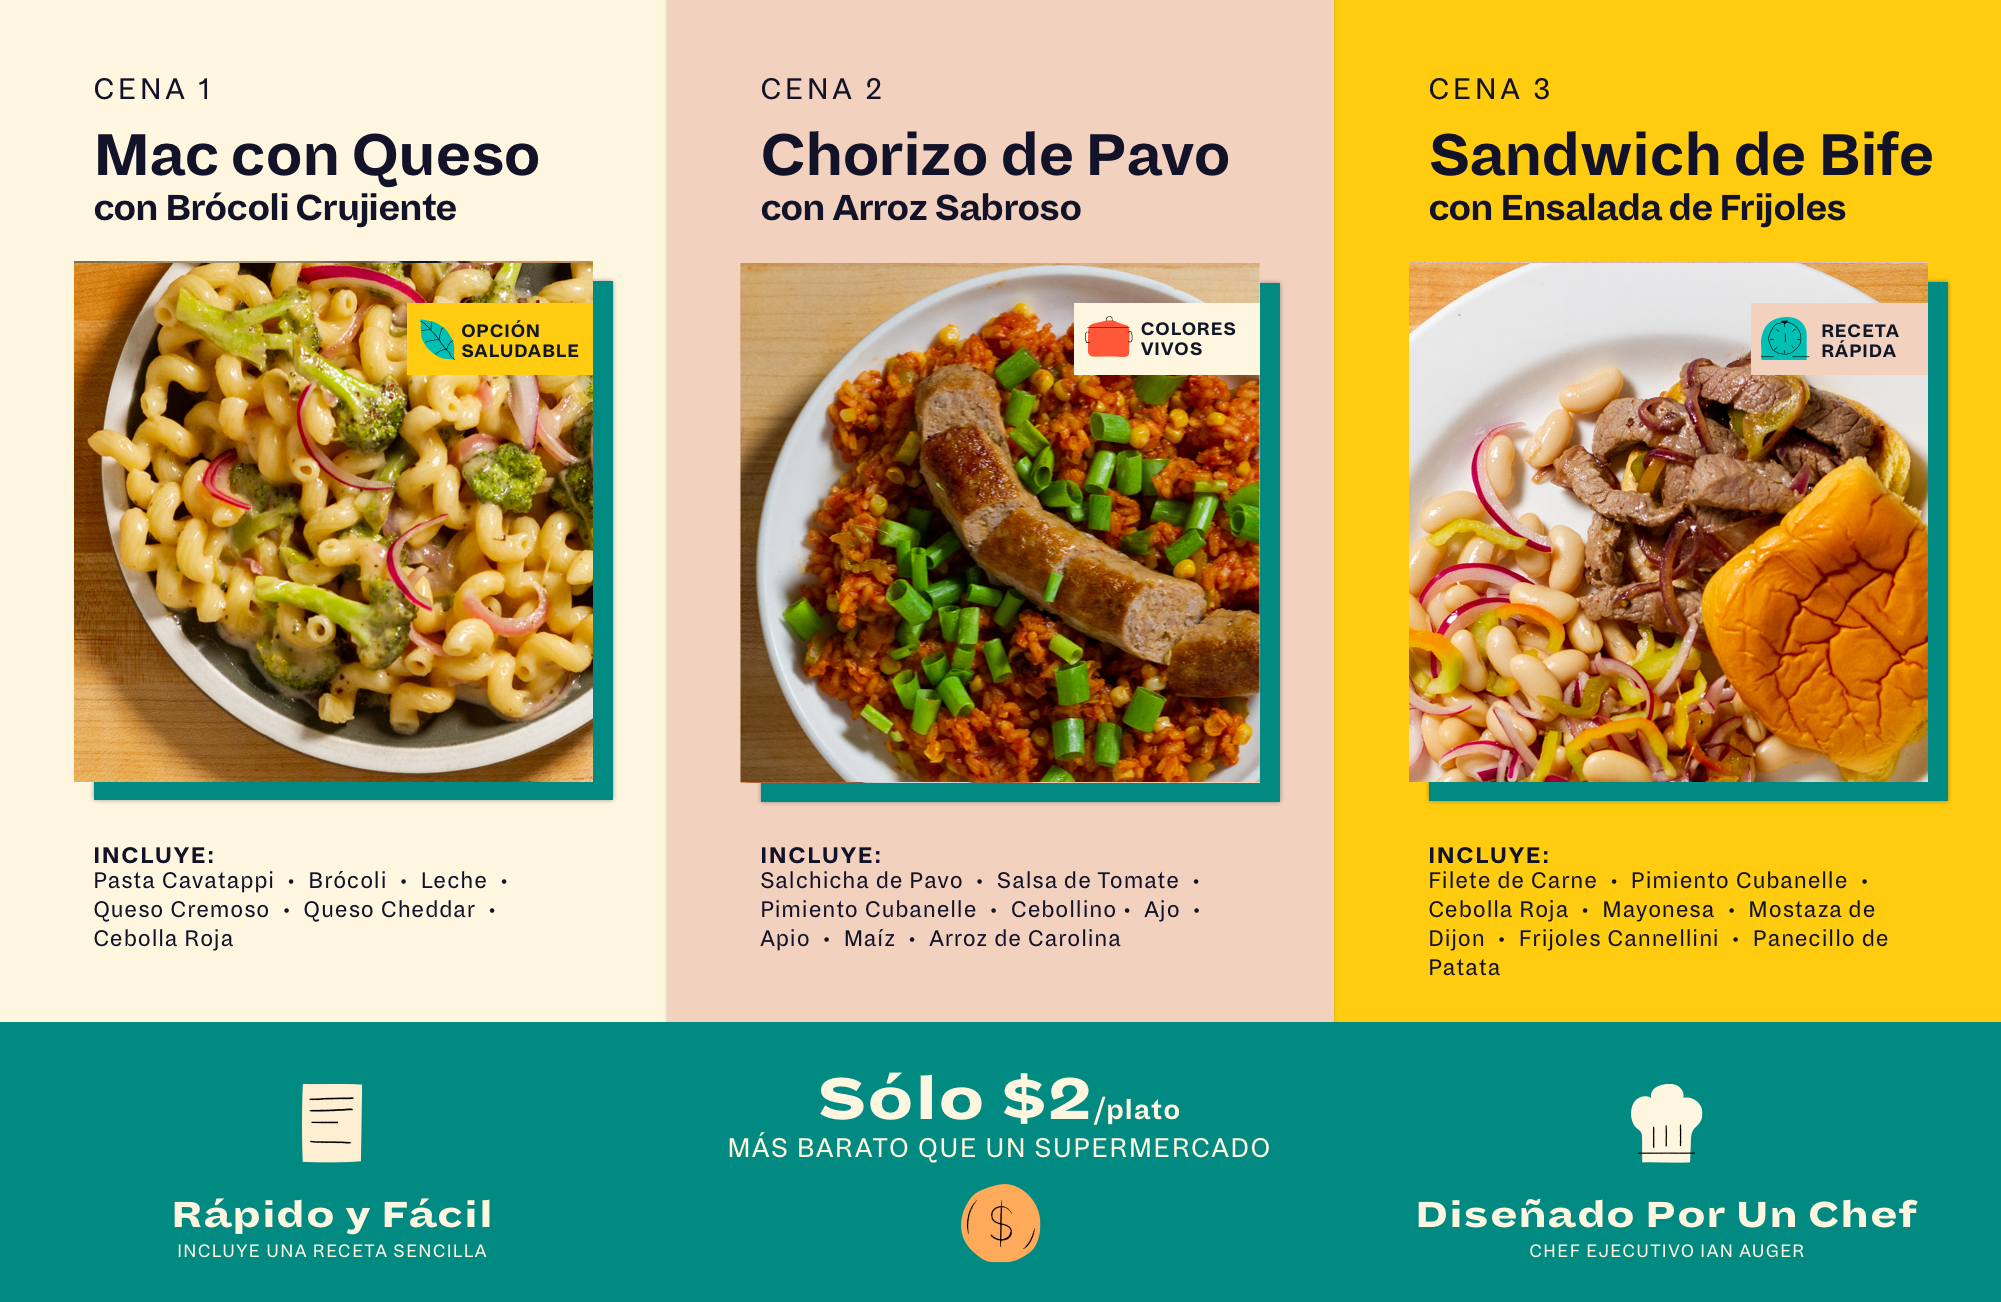 CENA 1
Mac con Queso
con Brócoli Crujiente
OPCIÓN
SALUDABLE
INCLUYE:
Pasta Cavatappi • Brócoli • Leche •
Queso Cremoso • Queso Cheddar •
Cebolla Roja
CENA 2
Chorizo de Pavo
con Arroz Sabroso
COLORES
VIVOS
INCLUYE:
Salchicha de Pavo • Salsa de Tomate •
Pimiento Cubanelle • Cebollino • Ajo •
Apio • Maíz • Arroz de Carolina
CENA 3
Sandwich de Bife
con Ensalada de Frijoles
RECETA
RÁPIDA
INCLUYE:
Filete de Carne • Pimiento Cubanelle •
Cebolla Roja • Mayonesa • Mostaza de
Dijon • Frijoles Cannellini • Panecillo de
Patata
Rápido y Fácil
INCLUYE UNA RECETA SENCILLA
Sólo $2/plato
MÁS BARATO QUE UN SUPERMERCADO
$
Diseñado Por Un Chef
CHEF EJECUTIVO IAN AUGER